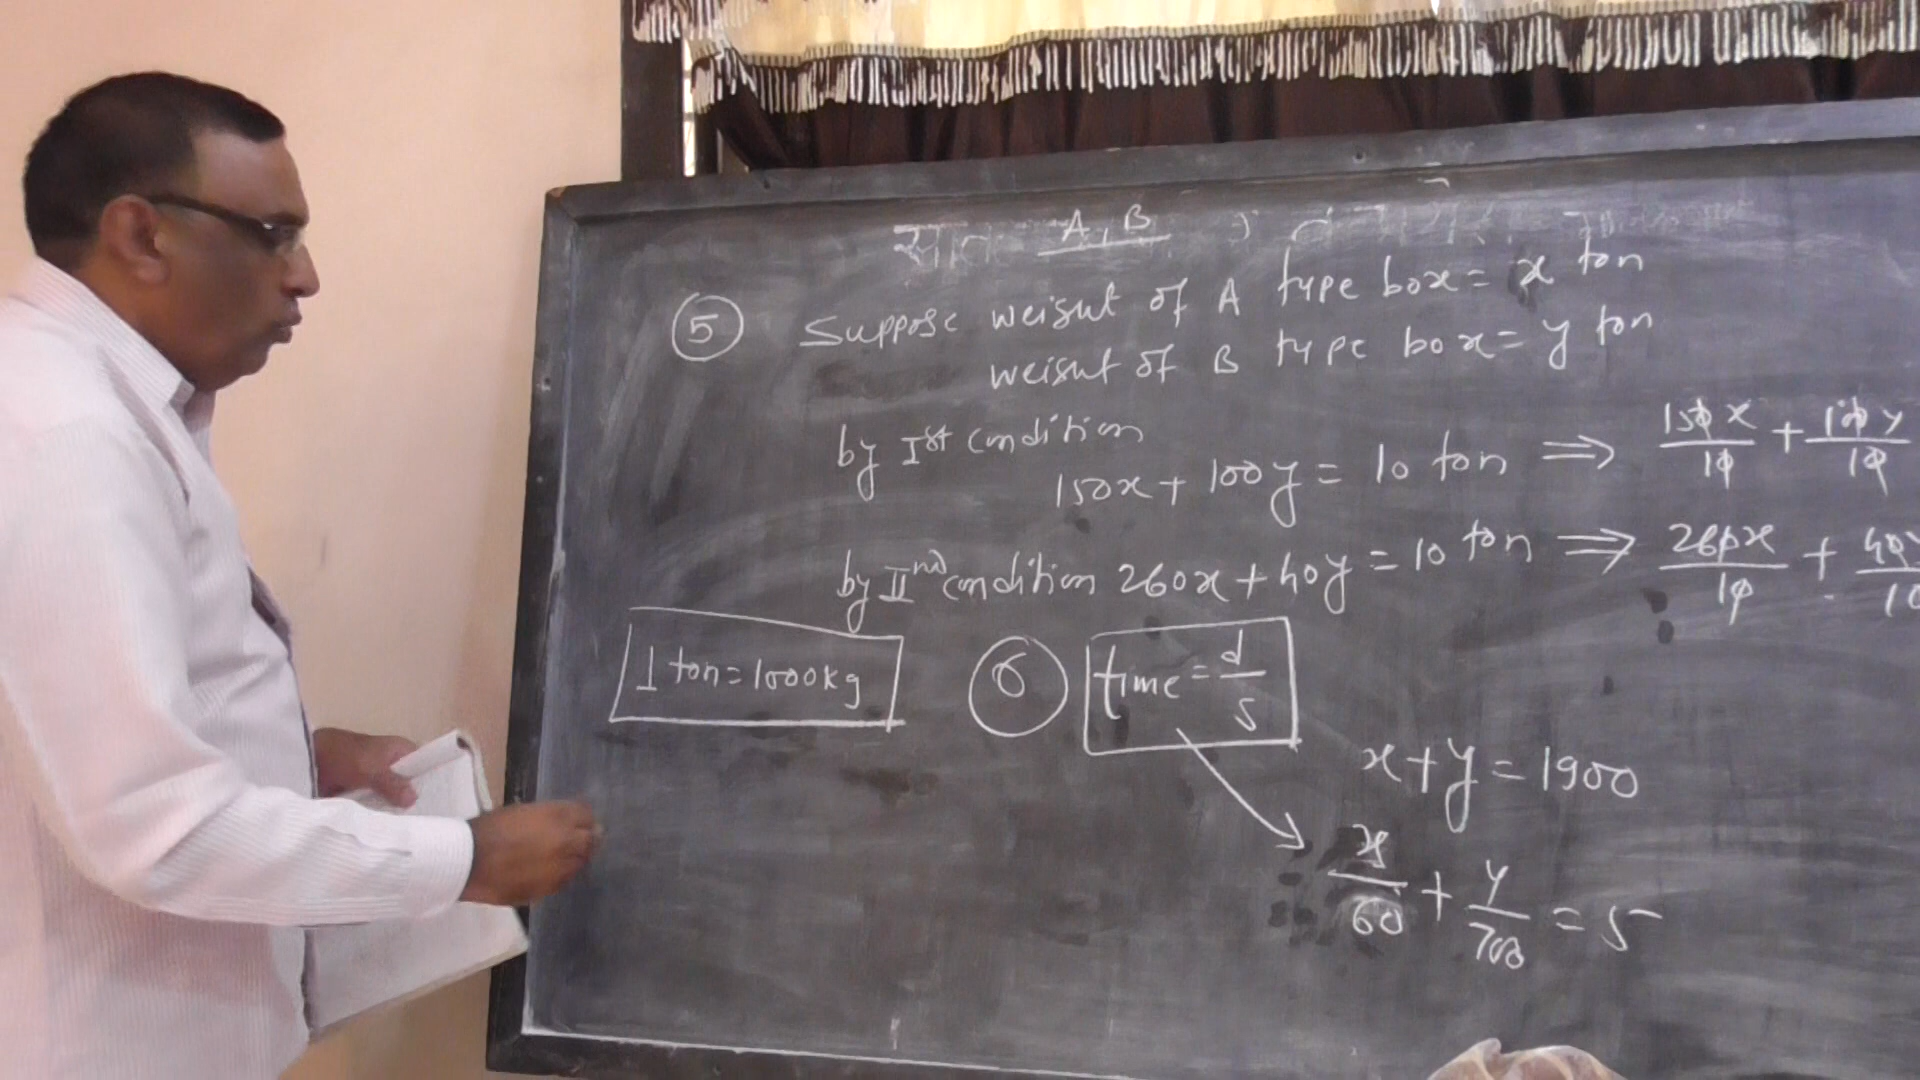 A, B
(5) Suppose weight of A type box = x ton
weight of B type box = y ton
by Ist condition
150x + 100y = 10 ton ⇒ 150x/10 + 100y/10
by IInd condition 260x + 40y = 10 ton ⇒ 260x/10 + 40y/10
1 ton = 1000kg
(6) time = d/s
x + y = 1900
x/60 + y/700 = 5